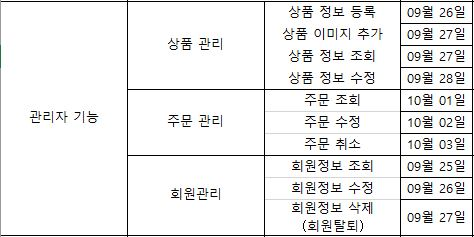 상품 정보 등록 09월 26일
상품 이미지 추가 09월 27일
상품 관리
상품 정보 조회 09월 27일
상품 정보 수정 09월 28일
관리자 기능
주문 조회 10월 01일
주문 관리
주문 수정 10월 02일
주문 취소 10월 03일
회원정보 조회 09월 25일
회원관리
회원정보 수정 09월 26일
회원정보 삭제
(회원탈퇴)
09월 27일